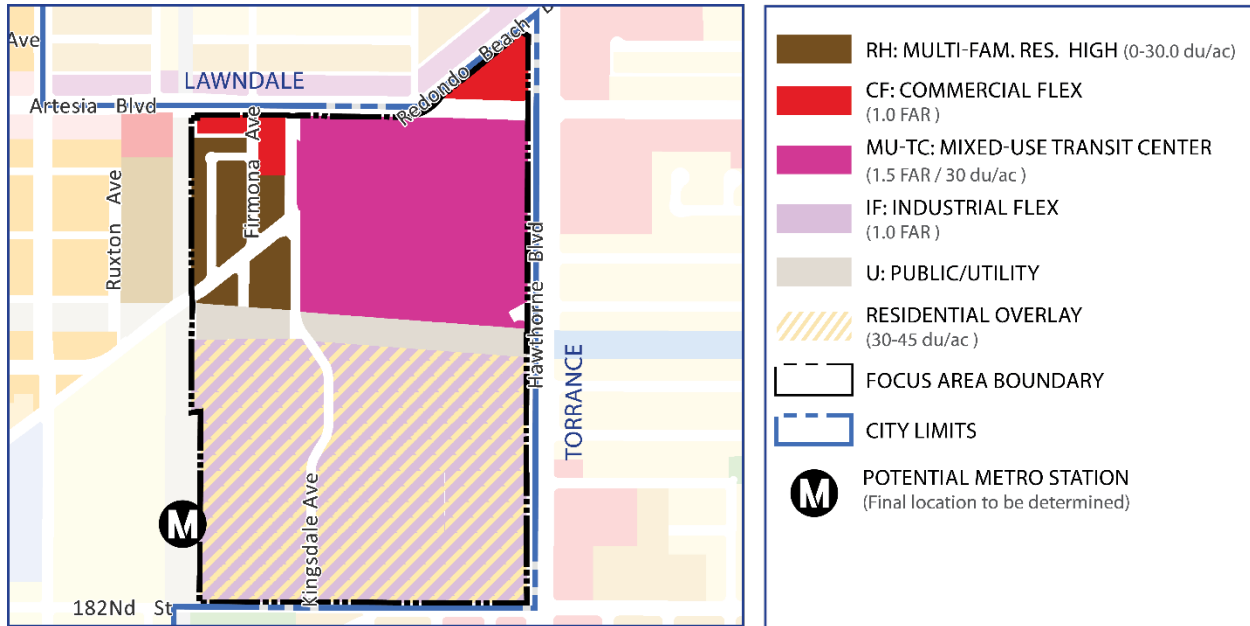 Ave
LAWNDALE
Artesia Blvd
Redondo Beach B
Ruxton Ave
Firmona Ave
Hawthorne Blvd
TORRANCE
Kingsdale Ave
M
182Nd St
RH: MULTI-FAM. RES. HIGH (0-30.0 du/ac)
CF: COMMERCIAL FLEX
(1.0 FAR )
MU-TC: MIXED-USE TRANSIT CENTER
(1.5 FAR / 30 du/ac )
IF: INDUSTRIAL FLEX
(1.0 FAR )
U: PUBLIC/UTILITY
RESIDENTIAL OVERLAY
(30-45 du/ac )
FOCUS AREA BOUNDARY
CITY LIMITS
M
POTENTIAL METRO STATION
(Final location to be determined)